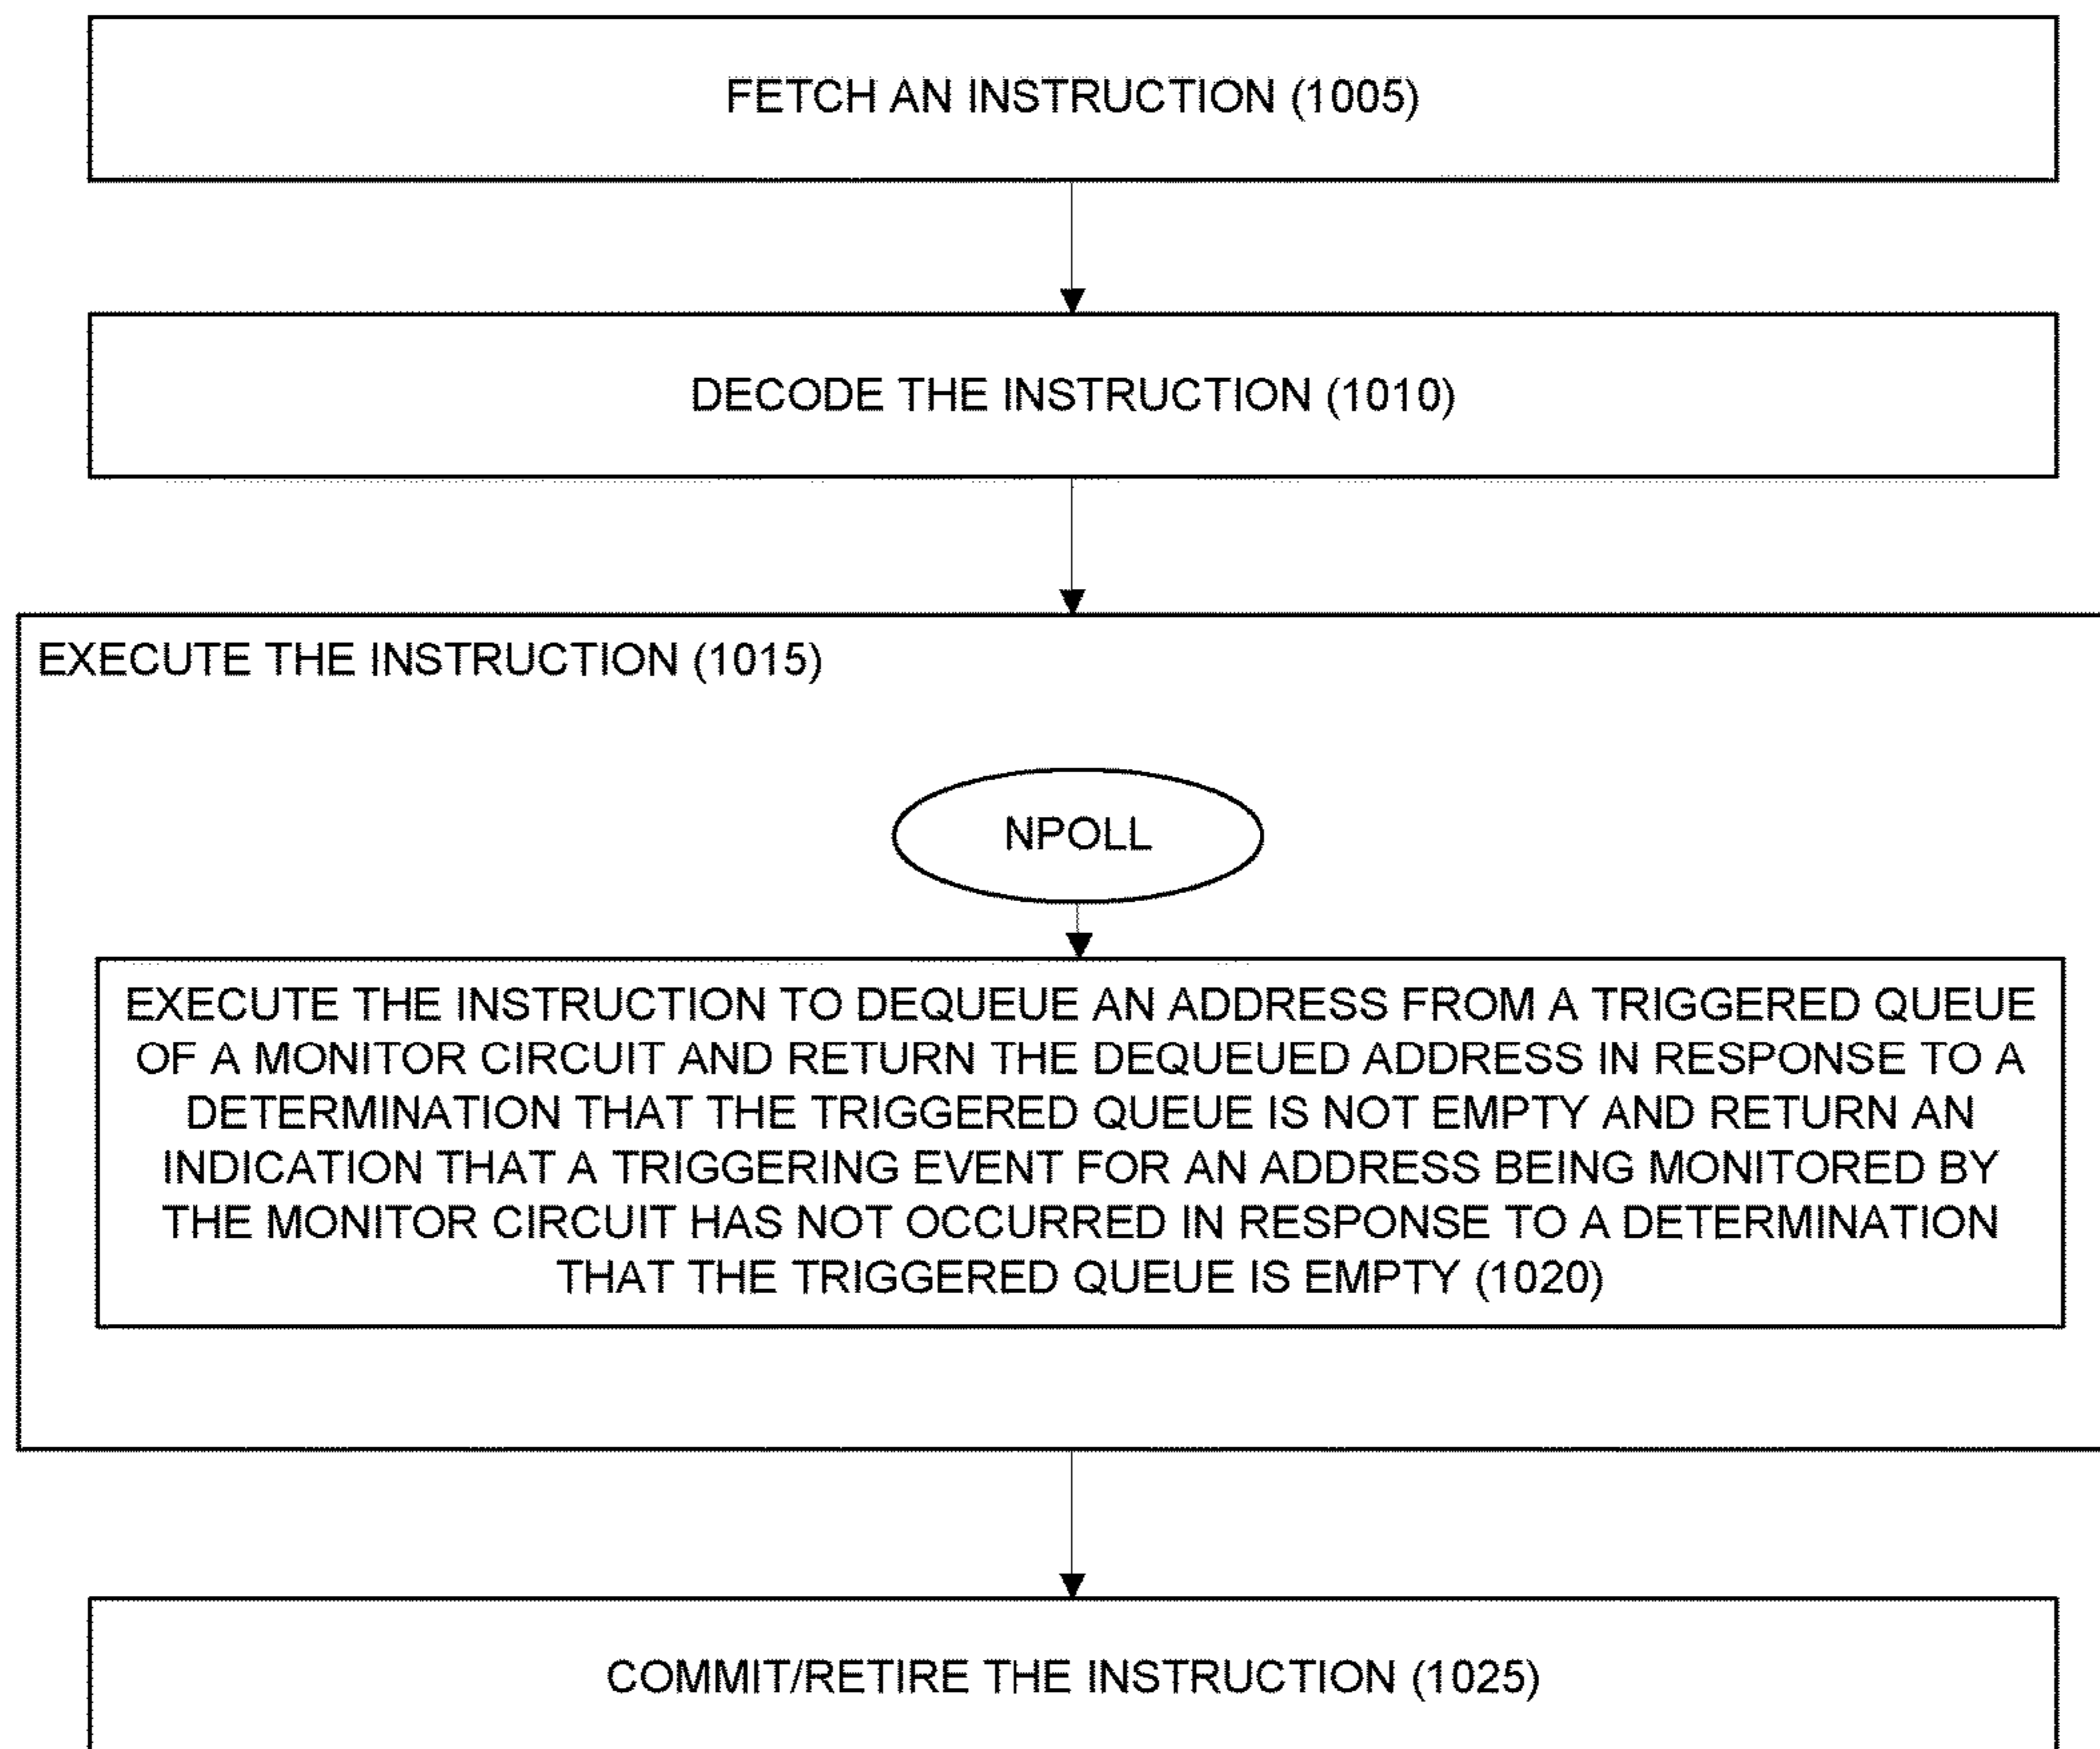 FETCH AN INSTRUCTION (1005)
DECODE THE INSTRUCTION (1010)
EXECUTE THE INSTRUCTION (1015)
NPOLL
EXECUTE THE INSTRUCTION TO DEQUEUE AN ADDRESS FROM A TRIGGERED QUEUE
OF A MONITOR CIRCUIT AND RETURN THE DEQUEUED ADDRESS IN RESPONSE TO A
DETERMINATION THAT THE TRIGGERED QUEUE IS NOT EMPTY AND RETURN AN
INDICATION THAT A TRIGGERING EVENT FOR AN ADDRESS BEING MONITORED BY
THE MONITOR CIRCUIT HAS NOT OCCURRED IN RESPONSE TO A DETERMINATION
THAT THE TRIGGERED QUEUE IS EMPTY (1020)
COMMIT/RETIRE THE INSTRUCTION (1025)